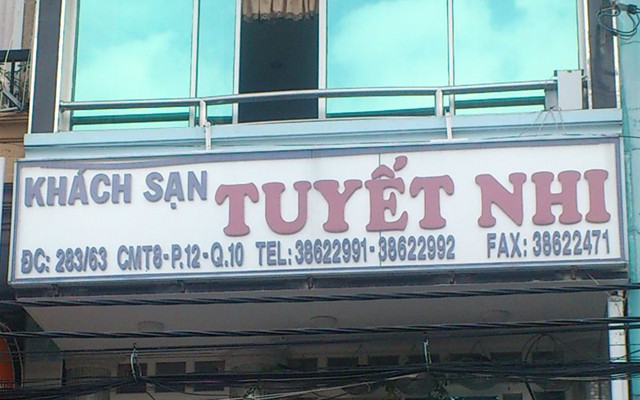 KHÁCH SẠN TUYẾT NHI
ĐC: 283/63 CMT8-P.12-Q.10 TEL: 38622991-38622992 FAX: 38622471